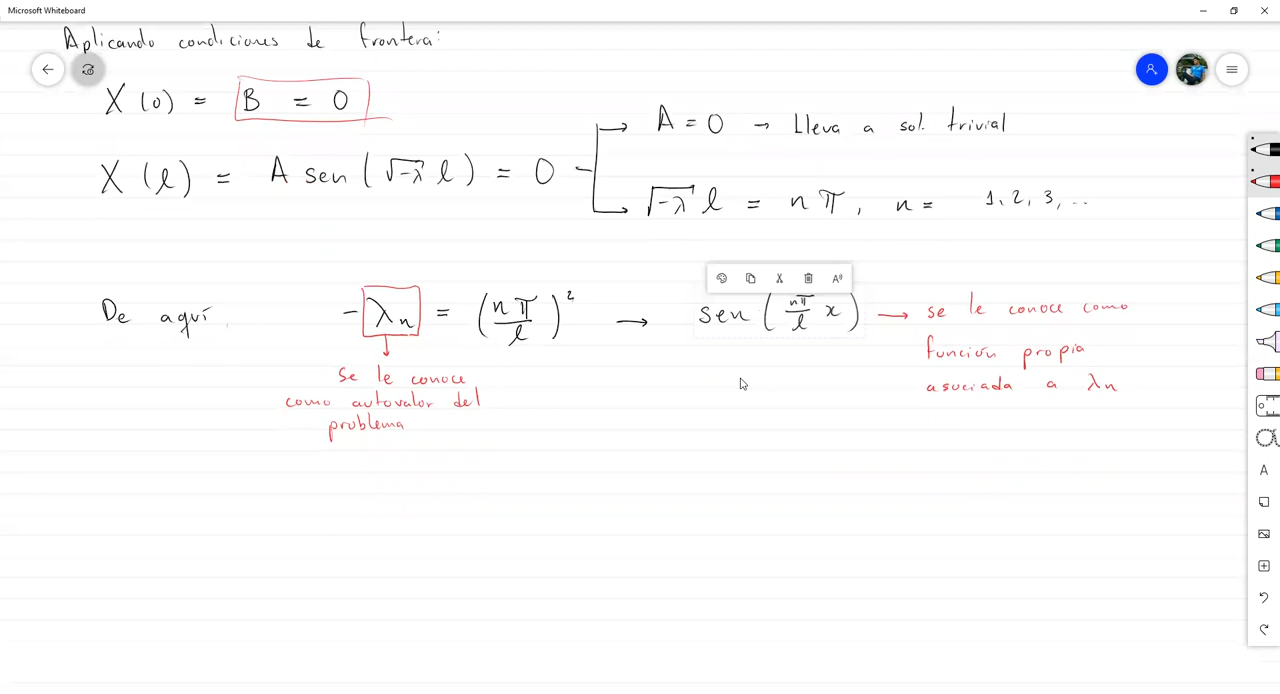 Microsoft Whiteboard
Aplicando condiciones de frontera:
X(0) = B = 0
X(l) = A sen(√-λ l) = 0
A = 0 → Lleva a sol. trivial
√-λ l = nπ, n = 1, 2, 3, ...
De aquí
-λn = (nπ/l)² → sen(nπ/l x) → se le conoce como
función propia
asociada a λn
se le conoce
como autovalor del
problema